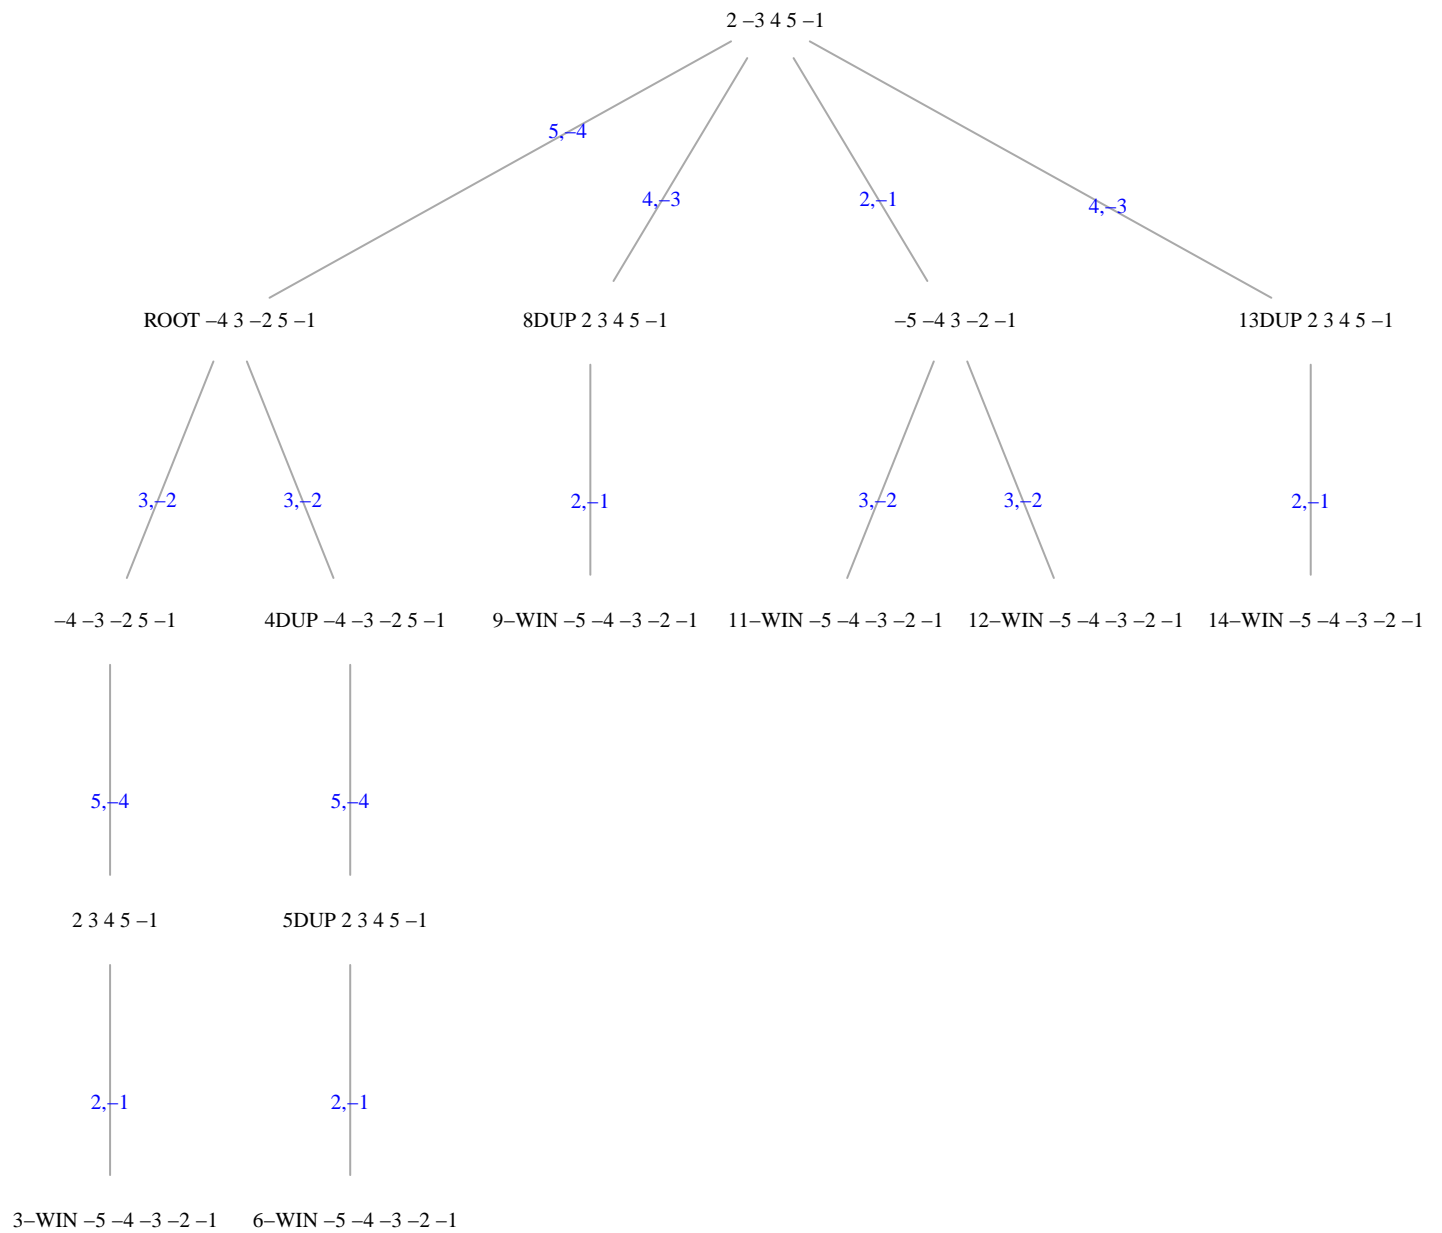 2 −3 4 5 −1
5,−4
4,−3
2,−1
4,−3
ROOT −4 3 −2 5 −1
8DUP 2 3 4 5 −1
−5 −4 3 −2 −1
13DUP 2 3 4 5 −1
3,−2
3,−2
2,−1
3,−2
3,−2
2,−1
−4 −3 −2 5 −1
4DUP −4 −3 −2 5 −1
9−WIN −5 −4 −3 −2 −1
11−WIN −5 −4 −3 −2 −1
12−WIN −5 −4 −3 −2 −1
14−WIN −5 −4 −3 −2 −1
5,−4
5,−4
2 3 4 5 −1
5DUP 2 3 4 5 −1
2,−1
2,−1
3−WIN −5 −4 −3 −2 −1
6−WIN −5 −4 −3 −2 −1